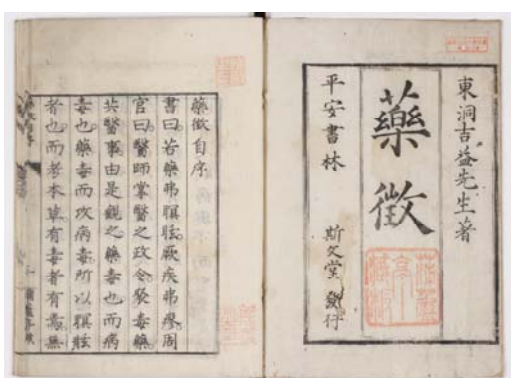 東洞吉益先生著
藥徵
平安書林
斯文堂 發行
藥徵自序
書曰若藥弗瞑眩厥疾弗瘳周
官曰醫師掌醫之政令聚毒藥
共醫事由是觀之藥毒也而病
毒也藥毒而攻病毒所以瞑眩
者也而考本草有毒者有焉無